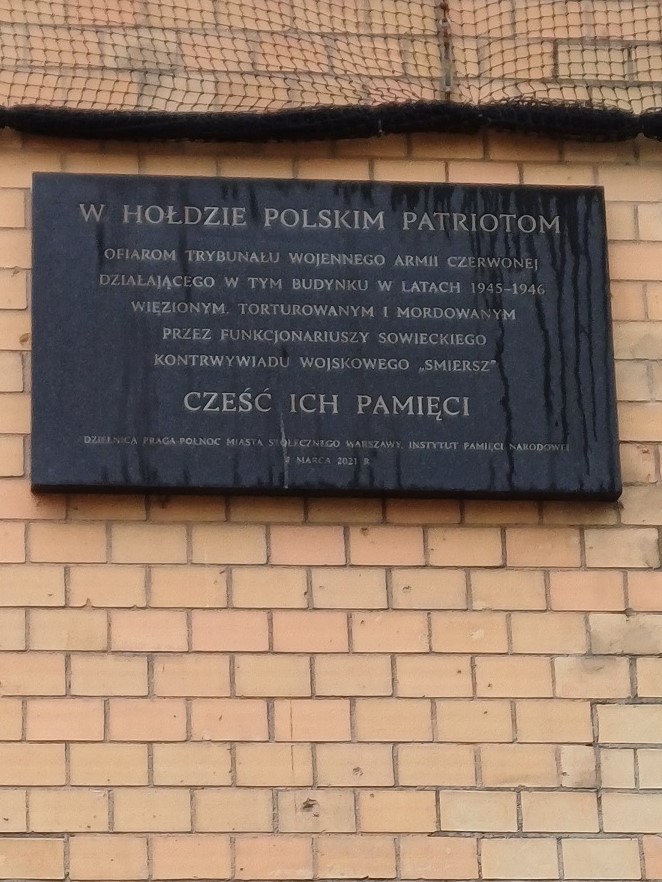 W HOŁDZIE POLSKIM PATRIOTOM
OFIAROM TRYBUNAŁU WOJENNEGO ARMII CZERWONEJ
DZIAŁAJĄCEGO W TYM BUDYNKU W LATACH 1945-1946
WIĘZIONYM, TORTUROWANYM I MORDOWANYM
PRZEZ FUNKCJONARIUSZY SOWIECKIEGO
KONTRWYWIADU WOJSKOWEGO „SMIERSZ”
CZEŚĆ ICH PAMIĘCI
DZIELNICA PRAGA-PÓŁNOC MIASTA STOŁECZNEGO WARSZAWY, INSTYTUT PAMIĘCI NARODOWEJ
MARCA 2021 R.